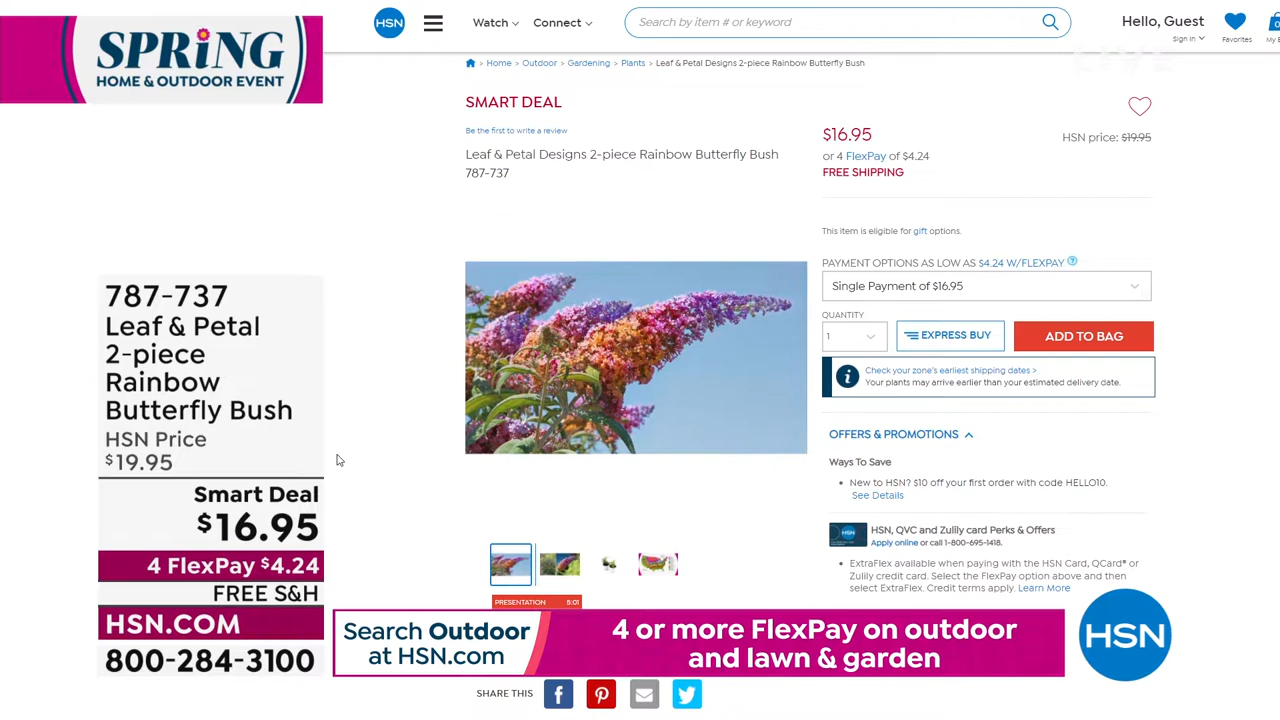 SPRING
HOME & OUTDOOR EVENT
HSN
Watch
Connect
Search by item # or keyword
Hello, Guest
Sign In
Favorites
0
My B
Home > Outdoor > Gardening > Plants > Leaf & Petal Designs 2-piece Rainbow Butterfly Bush
SMART DEAL
Be the first to write a review
Leaf & Petal Designs 2-piece Rainbow Butterfly Bush
787-737
$16.95
HSN price: $19.95
or 4 FlexPay of $4.24
FREE SHIPPING
This item is eligible for gift options.
PAYMENT OPTIONS AS LOW AS $4.24 W/FLEXPAY ?
Single Payment of $16.95
QUANTITY
1
EXPRESS BUY
ADD TO BAG
Check your zone's earliest shipping dates >
Your plants may arrive earlier than your estimated delivery date.
OFFERS & PROMOTIONS
Ways To Save
• New to HSN? $10 off your first order with code HELLO10.
See Details
HSN, QVC and Zulily card Perks & Offers
Apply online or call 1-800-695-1418.
• ExtraFlex available when paying with the HSN Card, QCard® or
Zulily credit card. Select the FlexPay option above and then
select ExtraFlex. Credit terms apply. Learn More
787-737
Leaf & Petal
2-piece
Rainbow
Butterfly Bush
HSN Price
$19.95
Smart Deal
$16.95
4 FlexPay $4.24
FREE S&H
HSN.COM
800-284-3100
PRESENTATION 5:01
Search Outdoor
at HSN.com
4 or more FlexPay on outdoor
and lawn & garden
HSN
SHARE THIS